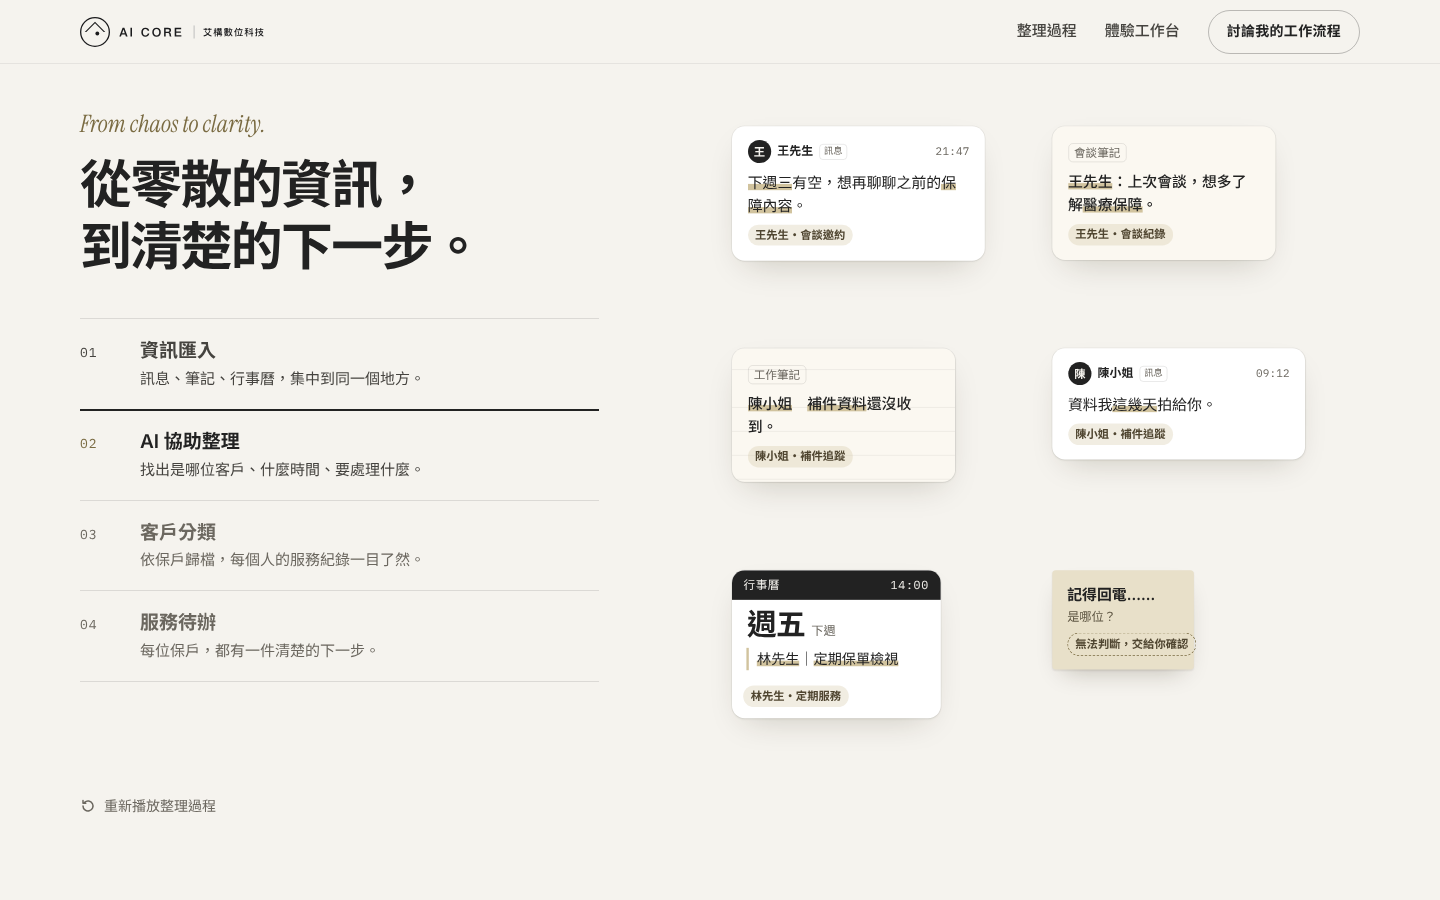 AI CORE | 艾構數位科技
整理過程
體驗工作台
討論我的工作流程
From chaos to clarity.
從零散的資訊，
到清楚的下一步。
01
資訊匯入
訊息、筆記、行事曆，集中到同一個地方。
02
AI 協助整理
找出是哪位客戶、什麼時間、要處理什麼。
03
客戶分類
依保戶歸檔，每個人的服務紀錄一目了然。
04
服務待辦
每位保戶，都有一件清楚的下一步。
重新播放整理過程
王 王先生 訊息 21:47
下週三有空，想再聊聊之前的保
障內容。
王先生・會談邀約
會談筆記
王先生：上次會談，想多了
解醫療保障。
王先生・會談紀錄
工作筆記
陳小姐　補件資料還沒收
到。
陳小姐・補件追蹤
陳 陳小姐 訊息 09:12
資料我這幾天拍給你。
陳小姐・補件追蹤
行事曆 14:00
週五 下週
林先生｜定期保單檢視
林先生・定期服務
記得回電……
是哪位？
無法判斷，交給你確認